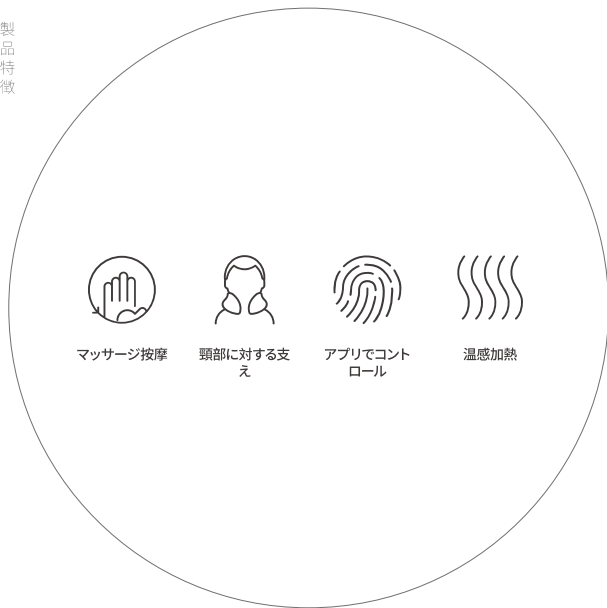 製品特徴
マッサージ按摩
頸部に対する支
え
アプリでコント
ロール
温感加熱